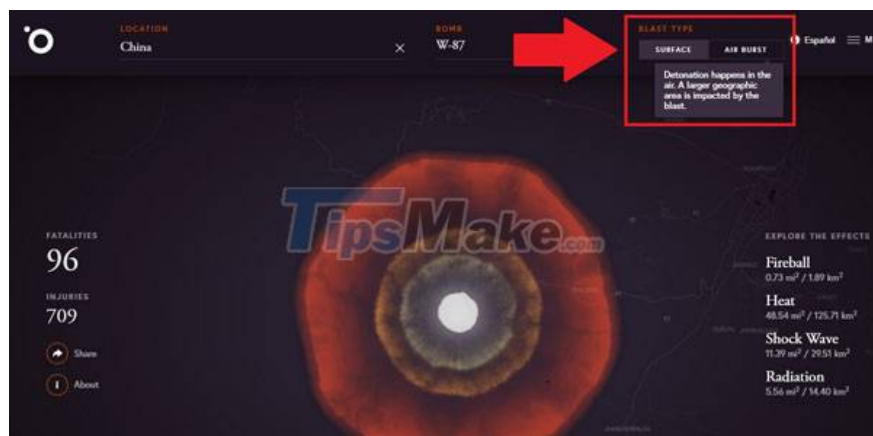 LOCATION
China
BOMB
W-87
BLAST TYPE
SURFACE
AIR BURST
Español
M
Detonation happens in the
air. A larger geographic
area is impacted by the
blast.
TipsMake.com
FATALITIES
96
INJURIES
709
Share
About
EXPLORE THE EFFECTS
Fireball
0.73 mi² / 1.89 km²
Heat
48.54 mi² / 125.71 km²
Shock Wave
11.39 mi² / 29.51 km²
Radiation
5.56 mi² / 14.40 km²